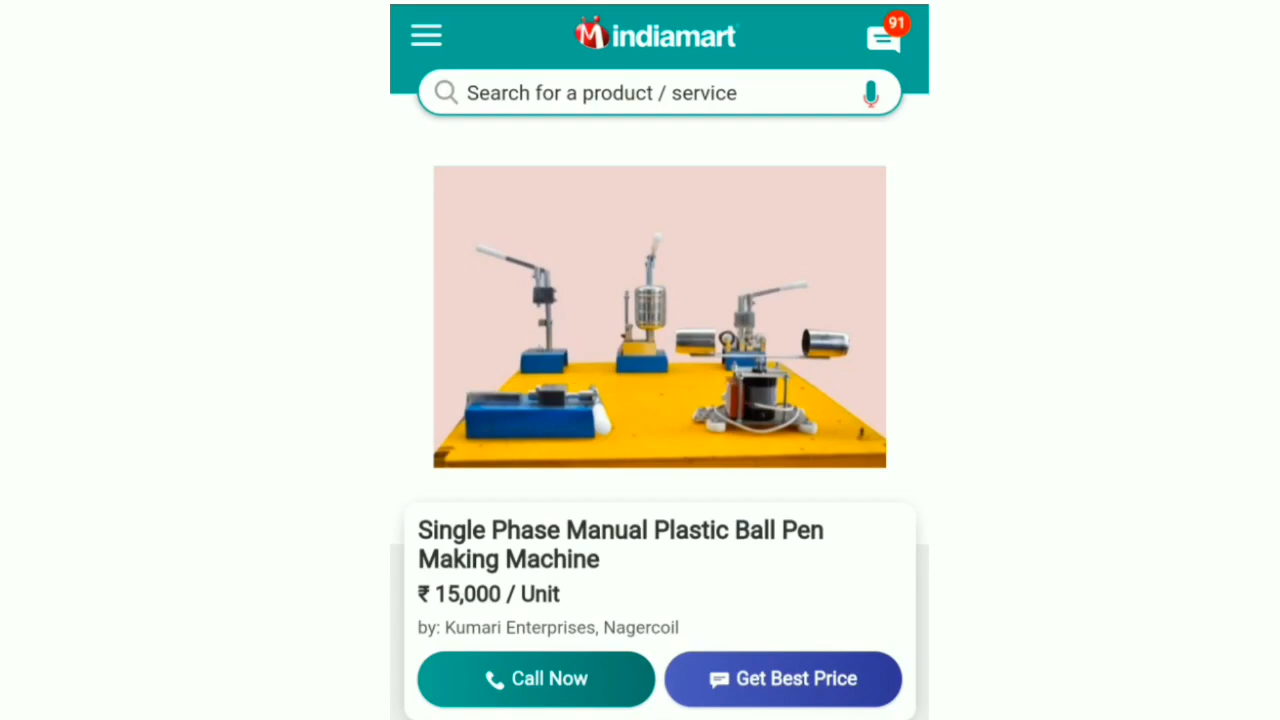 91
M indiamart
Search for a product / service
Single Phase Manual Plastic Ball Pen
Making Machine
₹ 15,000 / Unit
by: Kumari Enterprises, Nagercoil
Call Now
Get Best Price